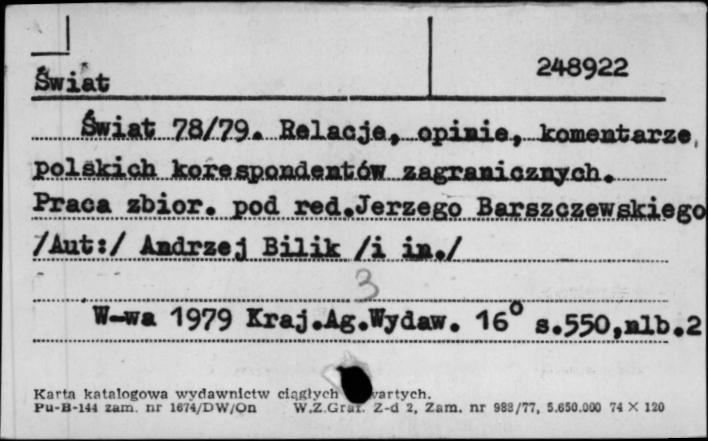 248922
Świat
Świat 78/79. Relacje, opinie, komentarze,
polskich korespondentów zagranicznych.
Praca zbior. pod red.Jerzego Barszczewskiego
/Aut:/ Andrzej Bilik /i in./
3
W-wa 1979 Kraj.Ag.Wydaw. 16° s.550,nlb.2
Karta katalogowa wydawnictw ciągłych
Pu-B-144 zam. nr 1674/DW/On W.Z.Graf. Z-d 2, Zam. nr 988/77, 5.650.000 74 X 120